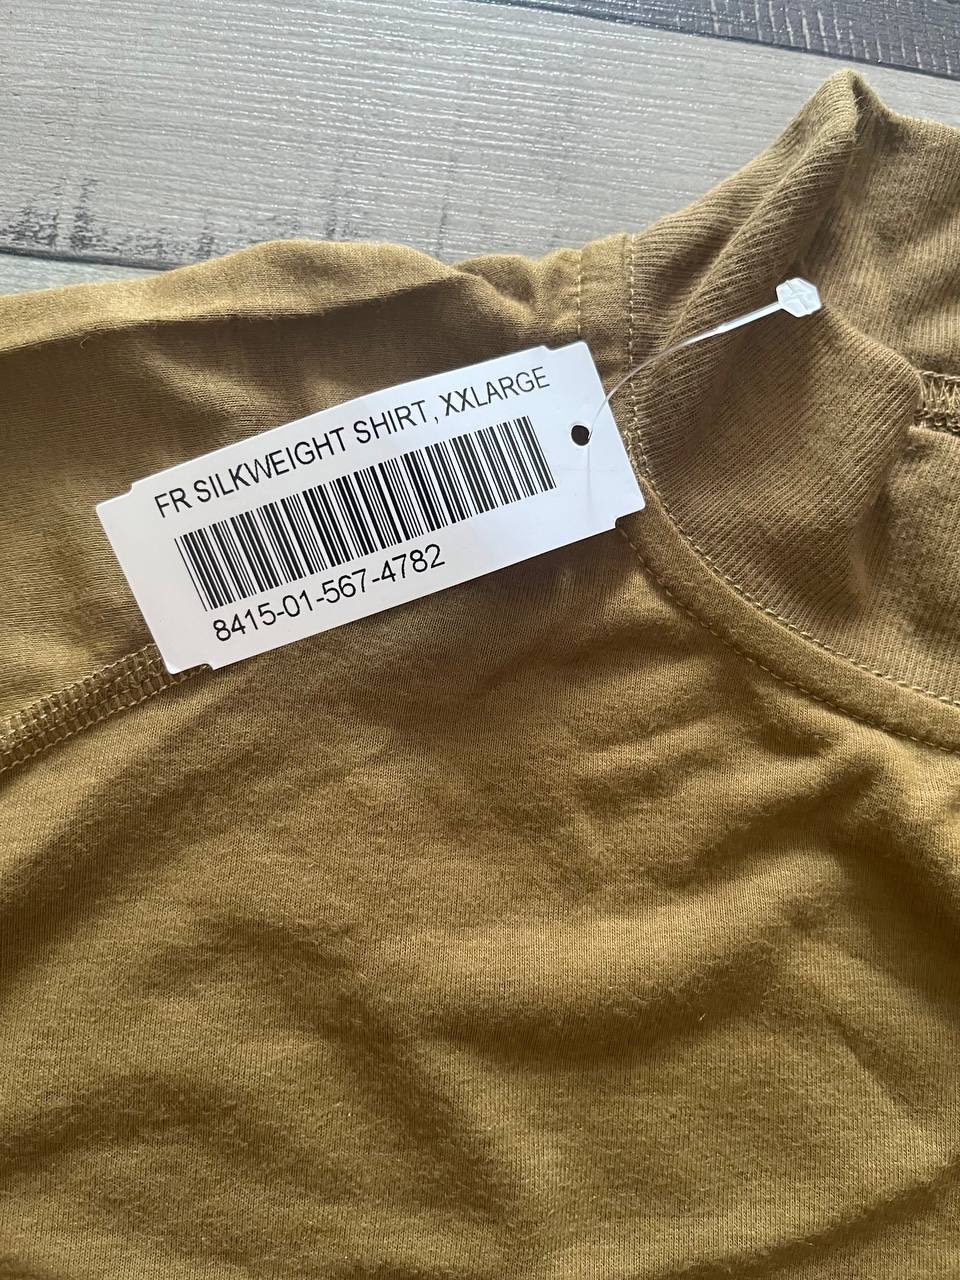 FR SILKWEIGHT SHIRT, XXLARGE
8415-01-567-4782